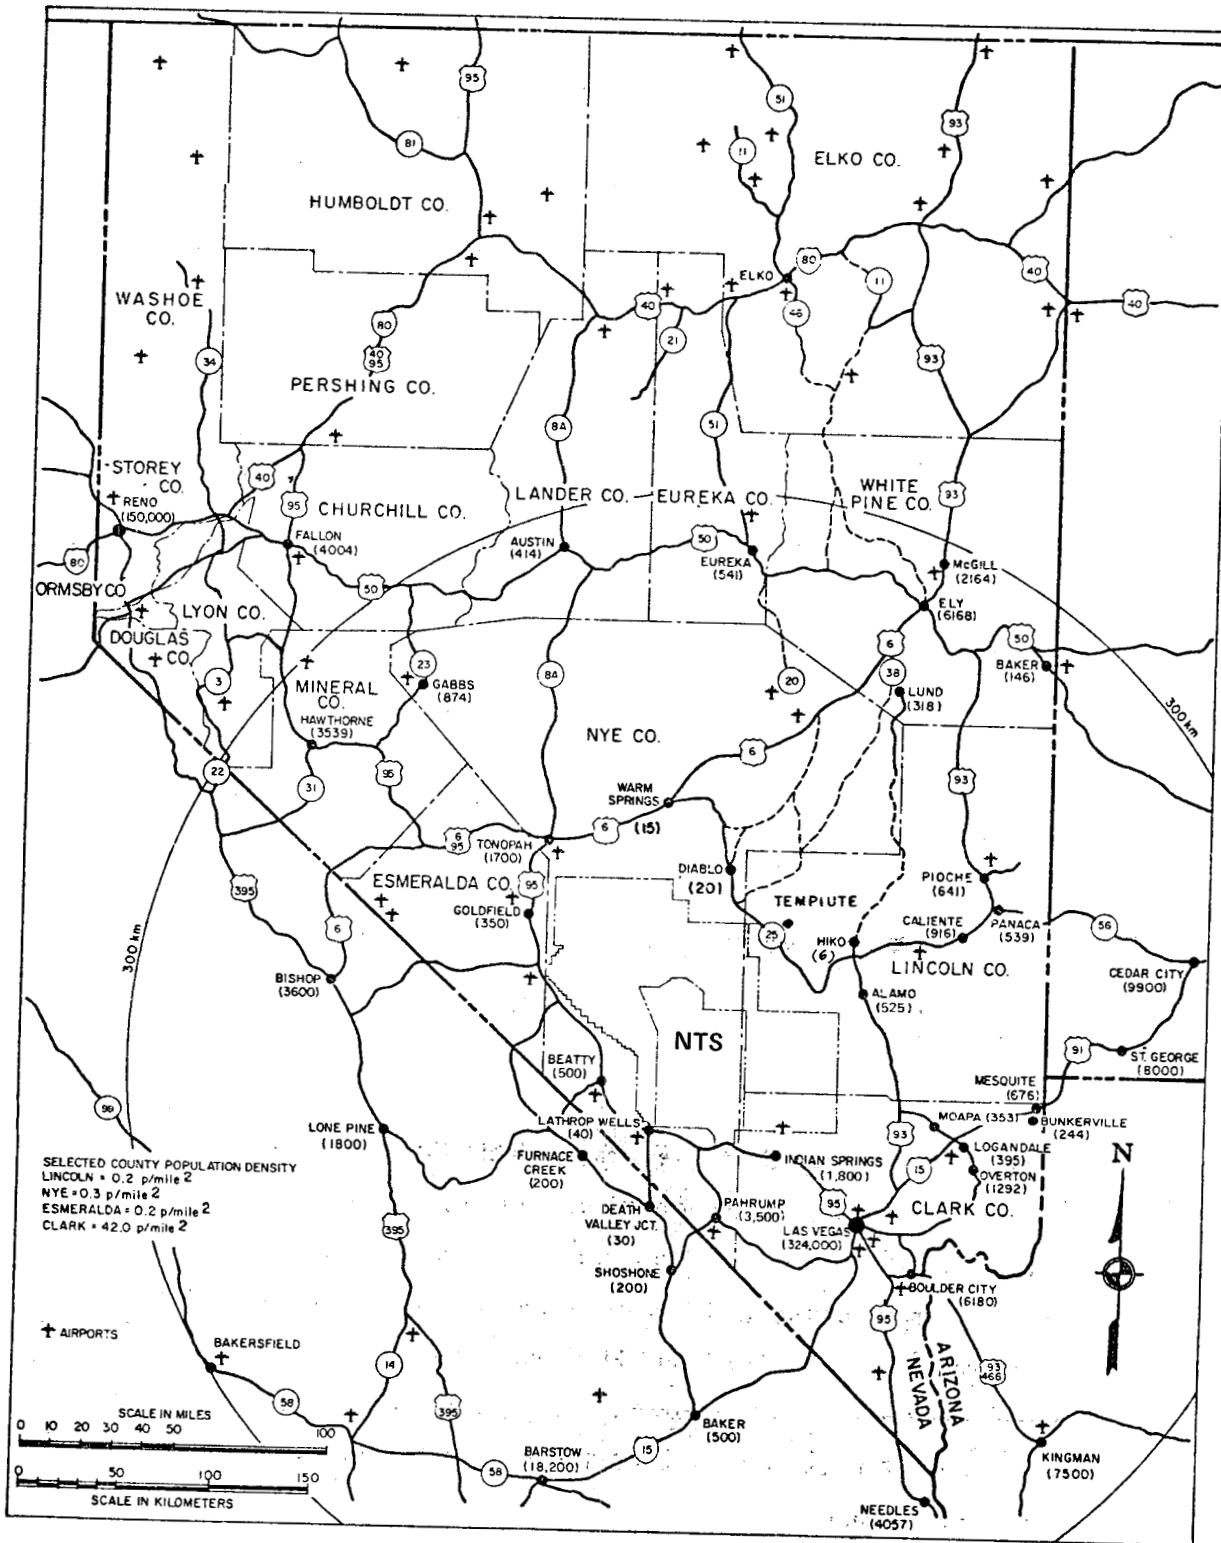 95
51
93
81
11
ELKO CO.
HUMBOLDT CO.
ELKO
80
11
40
WASHOE
CO.
46
40
40
80
34
40
95
21
93
PERSHING CO.
8A
51
STOREY
CO.
RENO
(150,000)
40
95
CHURCHILL CO.
LANDER CO.
EUREKA CO.
WHITE
PINE CO.
93
FALLON
(4004)
AUSTIN
(414)
50
EUREKA
(541)
McGILL
(2164)
80
ORMSBY CO
50
ELY
(6168)
LYON CO.
DOUGLAS
CO.
6
50
BAKER
(146)
3
MINERAL
CO.
23
GABBS
(874)
8A
20
38
LUND
(318)
300 km
HAWTHORNE
(3539)
NYE CO.
6
22
31
95
93
WARM
SPRINGS
(15)
6
95
TONOPAH
(1700)
6
DIABLO
(20)
PIOCHE
(641)
395
ESMERALDA CO.
95
GOLDFIELD
(350)
TEMPIUTE
25
HIKO
(6)
CALIENTE
(916)
PANACA
(539)
56
300 km
6
LINCOLN CO.
CEDAR CITY
(9900)
BISHOP
(3600)
ALAMO
(525)
NTS
91
ST. GEORGE
(8000)
BEATTY
(500)
MESQUITE
(676)
99
LATHROP WELLS
(40)
MOAPA (353)
BUNKERVILLE
(244)
LONE PINE
(1800)
93
N
SELECTED COUNTY POPULATION DENSITY
LINCOLN = 0.2 p/mile 2
NYE = 0.3 p/mile 2
ESMERALDA = 0.2 p/mile 2
CLARK = 42.0 p/mile 2
FURNACE
CREEK
(200)
INDIAN SPRINGS
(1,800)
15
LOGANDALE
(395)
OVERTON
(1292)
DEATH
VALLEY JCT.
(30)
PAHRUMP
(3,500)
95
CLARK CO.
LAS VEGAS
(324,000)
395
SHOSHONE
(200)
BOULDER CITY
(6180)
95
AIRPORTS
BAKERSFIELD
14
ARIZONA
NEVADA
93
466
58
395
SCALE IN MILES
0 10 20 30 40 50 100
BAKER
(500)
15
KINGMAN
(7500)
BARSTOW
(18,200)
58
0 50 100 150
SCALE IN KILOMETERS
NEEDLES
(4057)